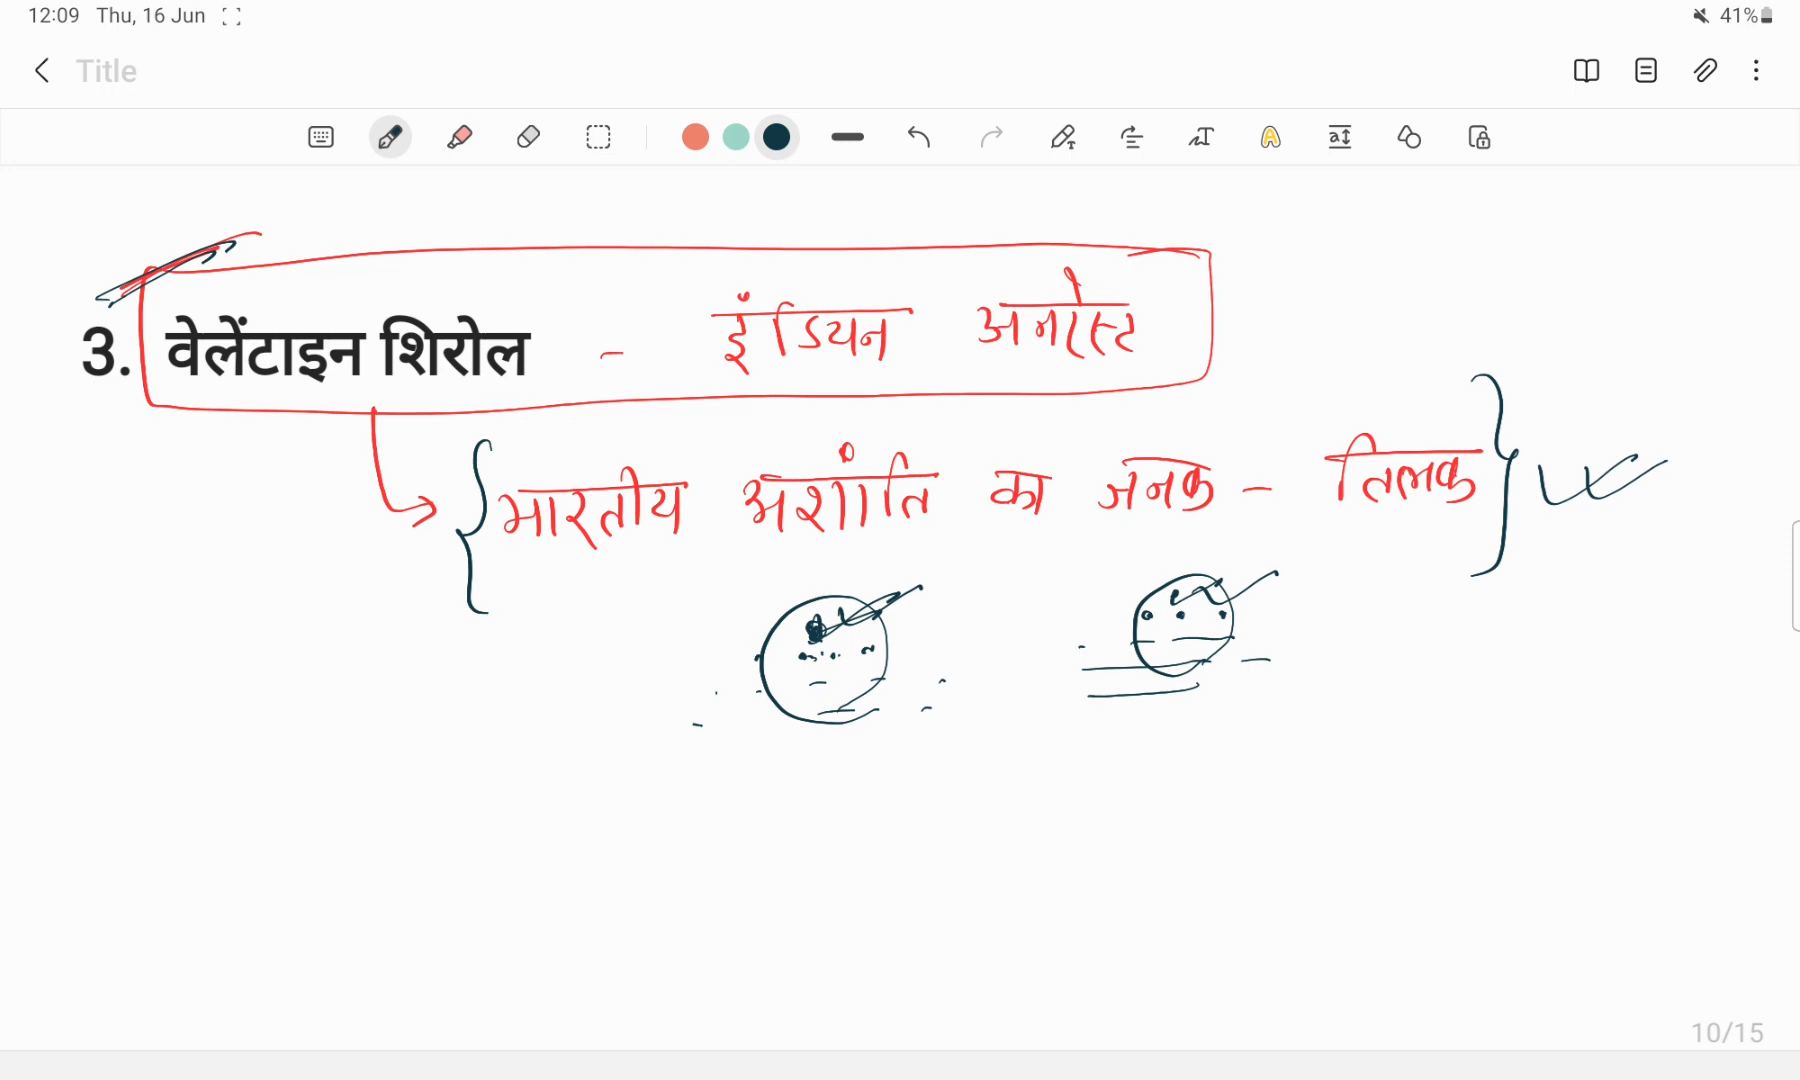 12:09 Thu, 16 Jun 41%
Title
3. वेलेंटाइन शिरोल - इंडियन अनरेस्ट
भारतीय अशांति का जनक - तिलक
10/15